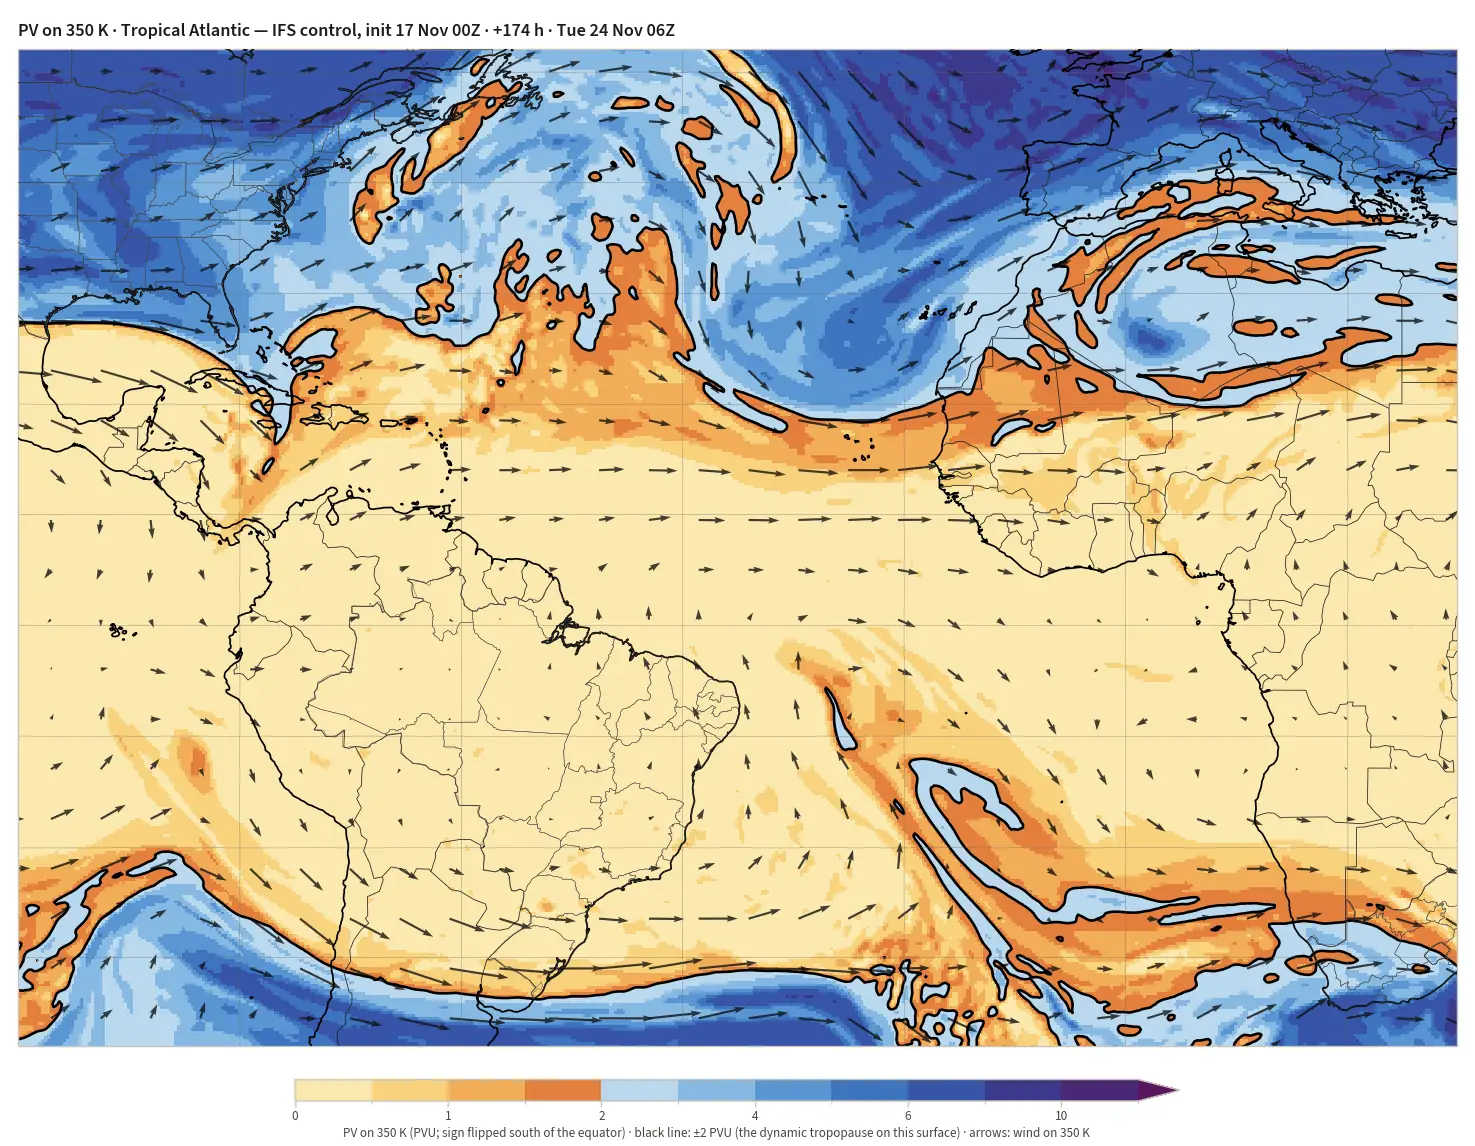 PV on 350 K · Tropical Atlantic — IFS control, init 17 Nov 00Z · +174 h · Tue 24 Nov 06Z
0 1 2 4 6 10
PV on 350 K (PVU; sign flipped south of the equator) · black line: ±2 PVU (the dynamic tropopause on this surface) · arrows: wind on 350 K